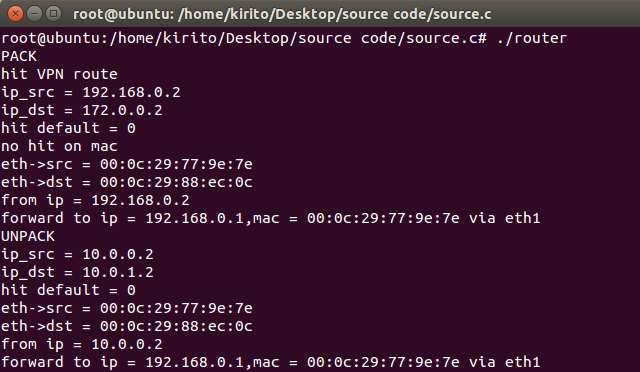 root@ubuntu: /home/kirito/Desktop/source code/source.c
root@ubuntu:/home/kirito/Desktop/source code/source.c# ./router
PACK
hit VPN route
ip_src = 192.168.0.2
ip_dst = 172.0.0.2
hit default = 0
no hit on mac
eth->src = 00:0c:29:77:9e:7e
eth->dst = 00:0c:29:88:ec:0c
from ip = 192.168.0.2
forward to ip = 192.168.0.1,mac = 00:0c:29:77:9e:7e via eth1
UNPACK
ip_src = 10.0.0.2
ip_dst = 10.0.1.2
hit default = 0
eth->src = 00:0c:29:77:9e:7e
eth->dst = 00:0c:29:88:ec:0c
from ip = 10.0.0.2
forward to ip = 192.168.0.1,mac = 00:0c:29:77:9e:7e via eth1